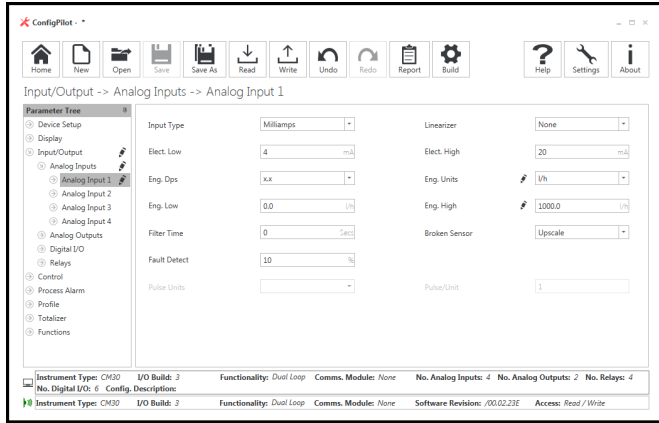 ConfigPilot - *
Home New Open Save Save As Read Write Undo Redo Report Build Help Settings About
Input/Output -> Analog Inputs -> Analog Input 1
Parameter Tree
Device Setup
Display
Input/Output
Analog Inputs
Analog Input 1
Analog Input 2
Analog Input 3
Analog Input 4
Analog Outputs
Digital I/O
Relays
Control
Process Alarm
Profile
Totalizer
Functions
Input Type Milliamps Linearizer None
Elect. Low 4 mA Elect. High 20 mA
Eng. Dps x.x Eng. Units l/h
Eng. Low 0.0 l/h Eng. High 1000.0 l/h
Filter Time 0 Secs Broken Sensor Upscale
Fault Detect 10 %
Pulse Units Pulse/Unit 1
Instrument Type: CM30 I/O Build: 3 Functionality: Dual Loop Comms. Module: None No. Analog Inputs: 4 No. Analog Outputs: 2 No. Relays: 4
No. Digital I/O: 6 Config. Description:
Instrument Type: CM30 I/O Build: 3 Functionality: Dual Loop Comms. Module: None Software Revision: /00.02.23E Access: Read / Write